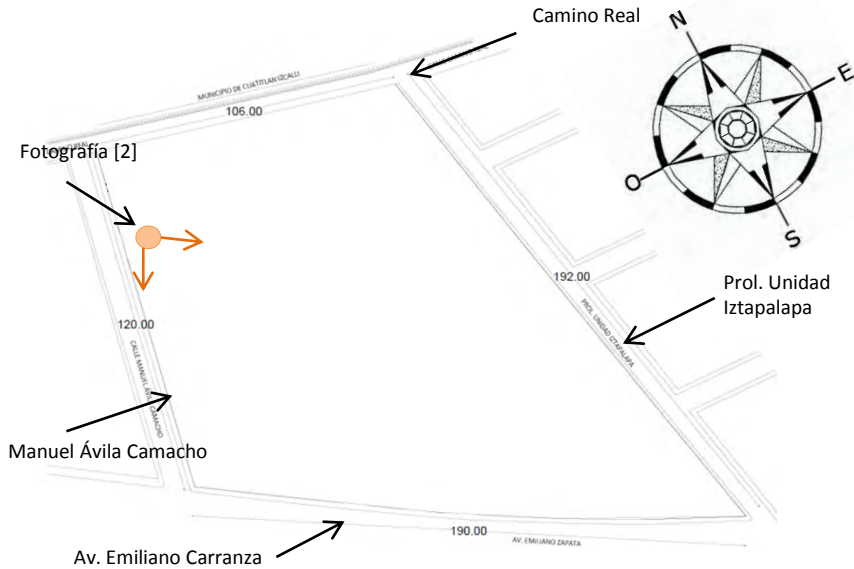 Camino Real
N
E
O
S
MUNICIPIO DE CUATITLAN IZCALLI
106.00
Fotografía [2]
192.00
Prol. Unidad
Iztapalapa
PROL. UNIDAD IZTAPALAPA
120.00
CALLE MANUEL ÁVILA CAMACHO
Manuel Ávila Camacho
190.00
AV. EMILIANO ZAPATA
Av. Emiliano Carranza